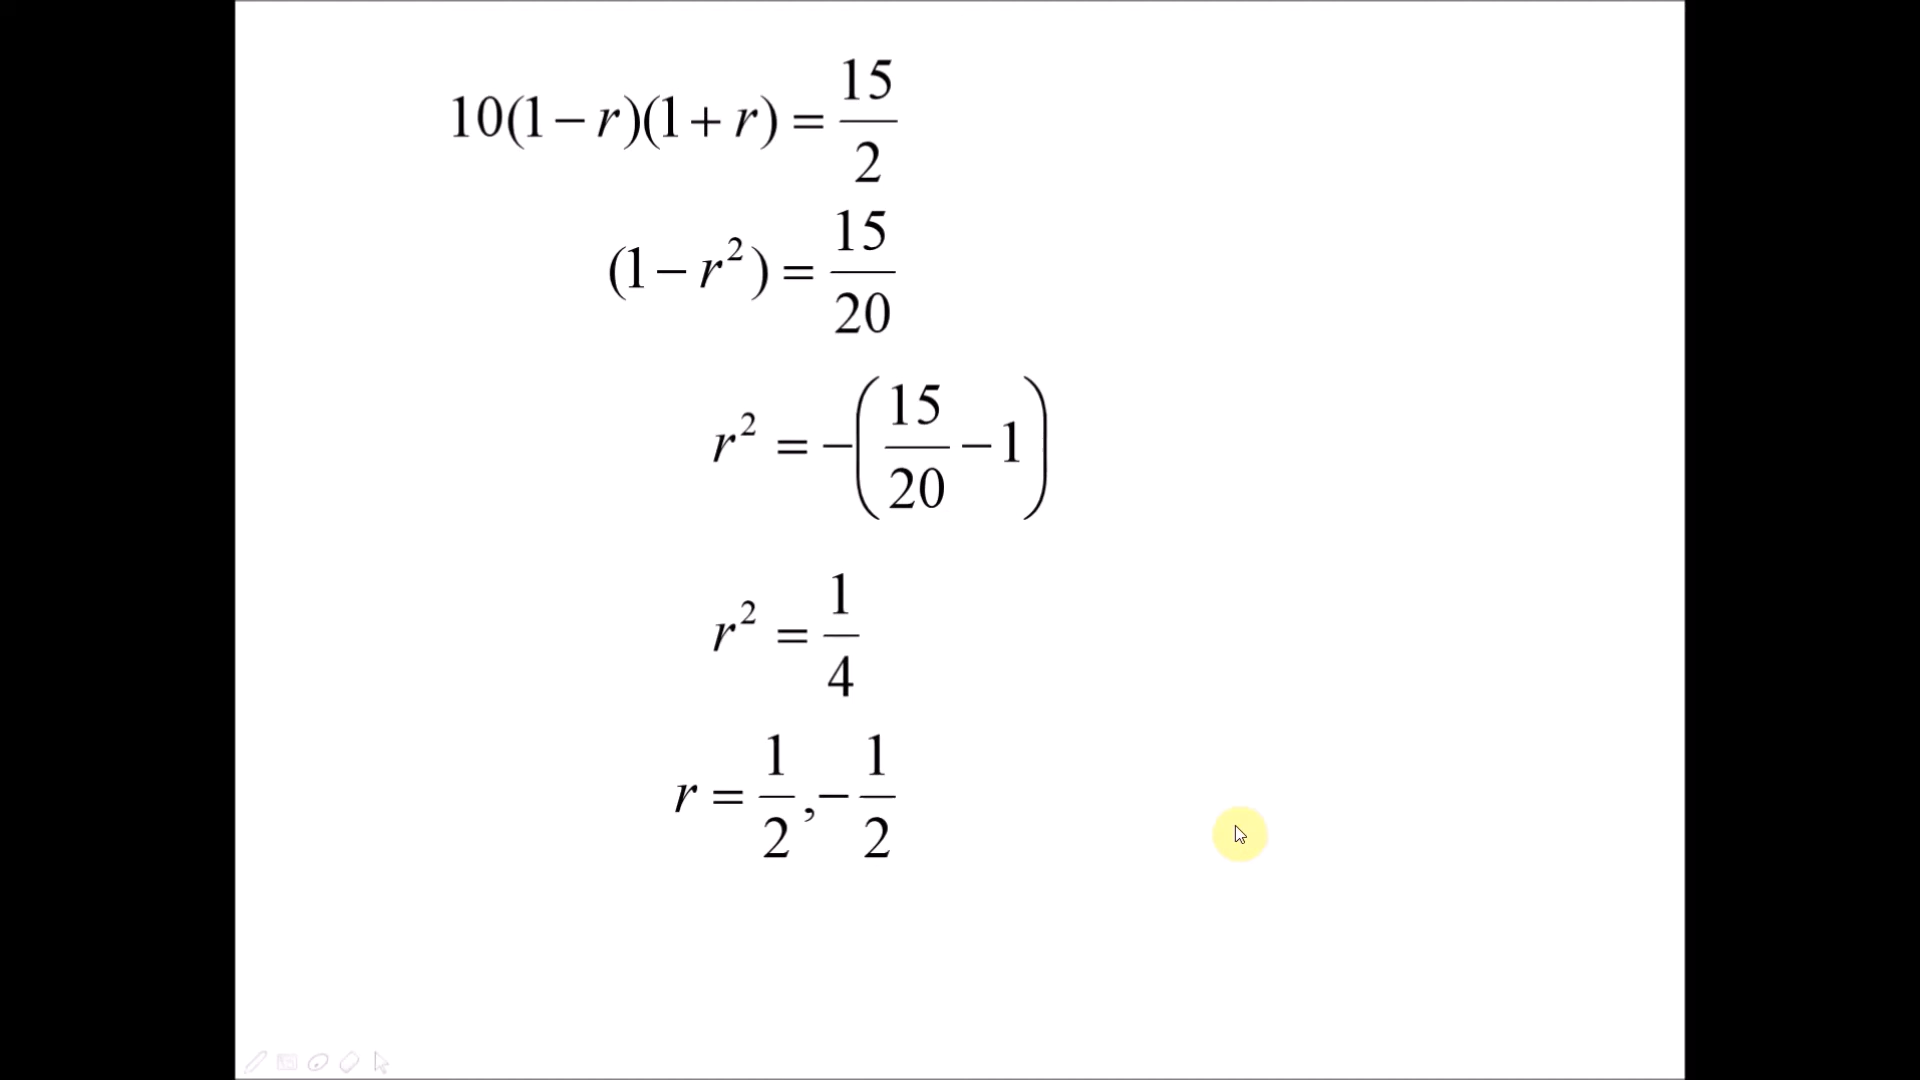 10(1 − r)(1 + r) = 15/2
(1 − r²) = 15/20
r² = −(15/20 − 1)
r² = 1/4
r = 1/2 ,− 1/2